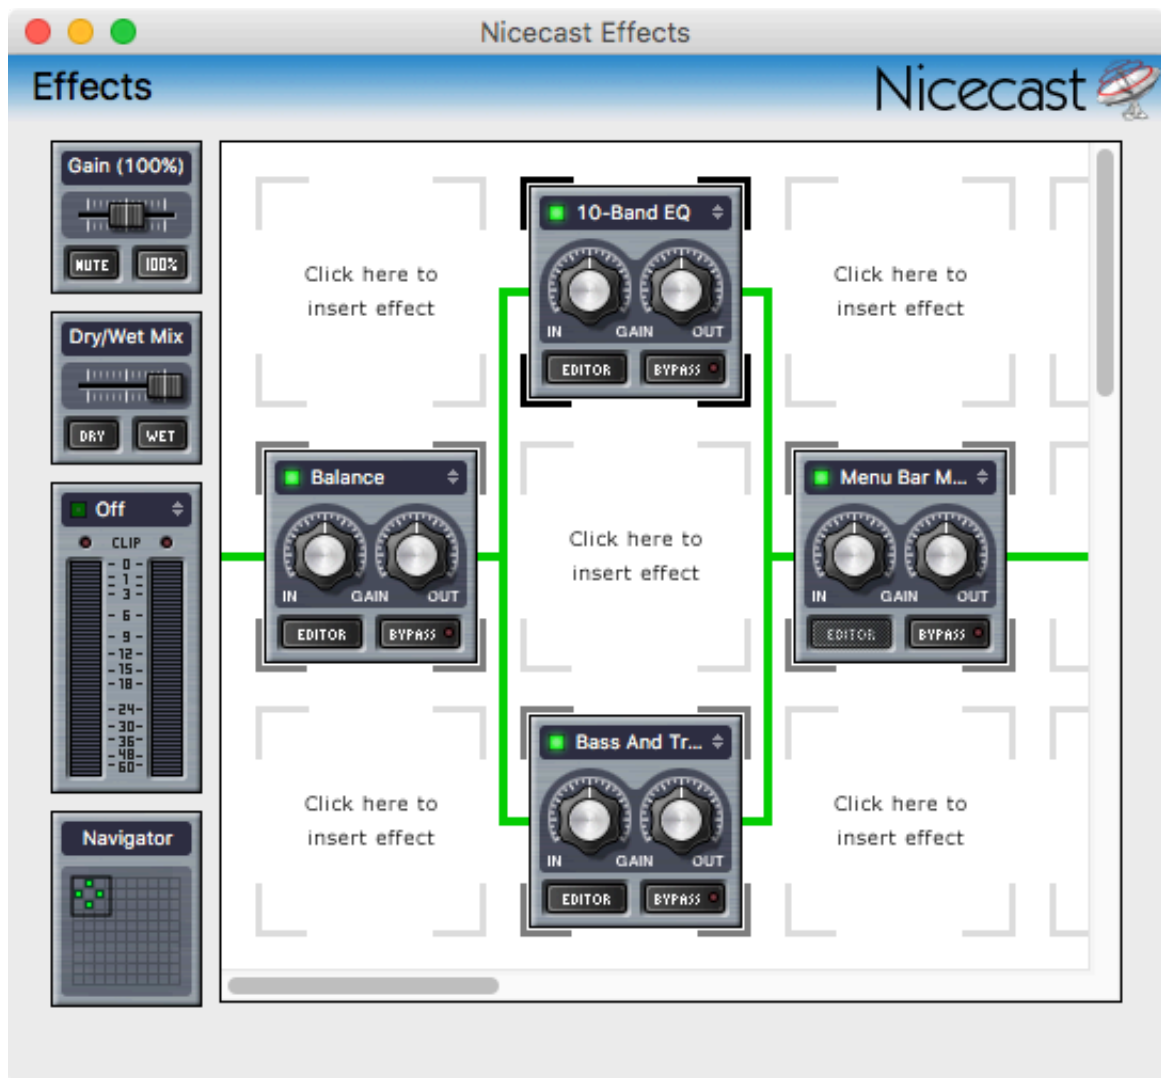 Nicecast Effects
Effects
Nicecast
Gain (100%)
MUTE
100%
Dry/Wet Mix
DRY
WET
Off
CLIP
0
1
3
6
9
12
15
18
24
30
36
48
60
Navigator
Click here to
insert effect
10-Band EQ
IN GAIN OUT
EDITOR
BYPASS
Click here to
insert effect
Balance
IN GAIN OUT
EDITOR
BYPASS
Click here to
insert effect
Menu Bar M...
IN GAIN OUT
EDITOR
BYPASS
Click here to
insert effect
Bass And Tr...
IN GAIN OUT
EDITOR
BYPASS
Click here to
insert effect